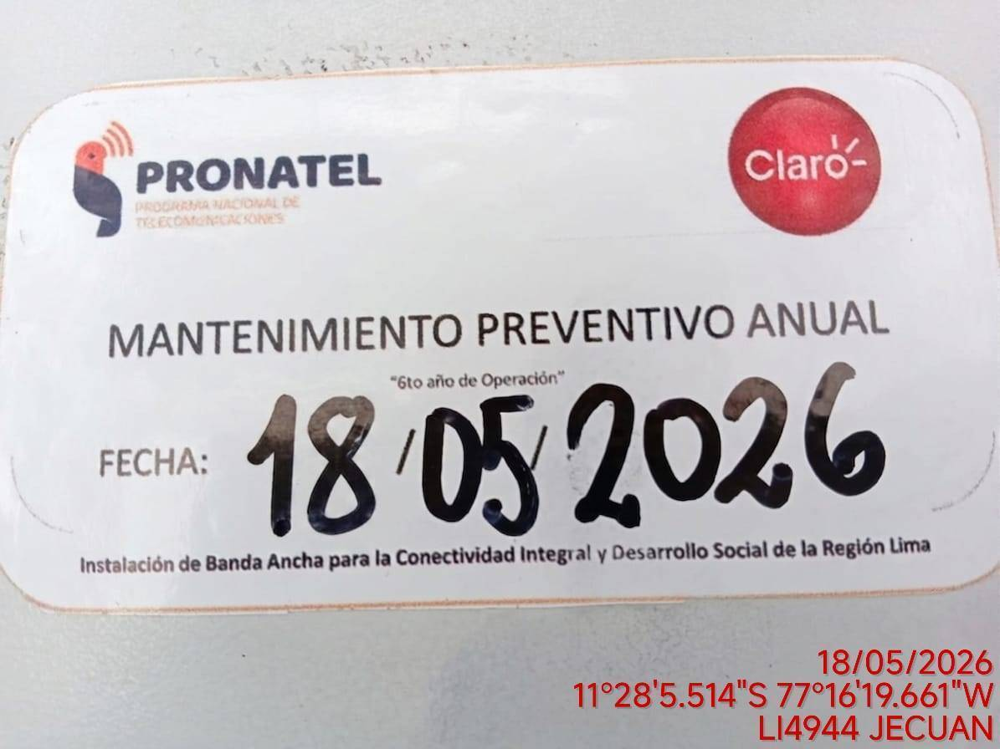 PRONATEL
PROGRAMA NACIONAL DE
TELECOMUNICACIONES
Claro
MANTENIMIENTO PREVENTIVO ANUAL
"6to año de Operación"
FECHA: 18/05/2026
Instalación de Banda Ancha para la Conectividad Integral y Desarrollo Social de la Región Lima
18/05/2026
11°28'5.514"S 77°16'19.661"W
LI4944 JECUAN